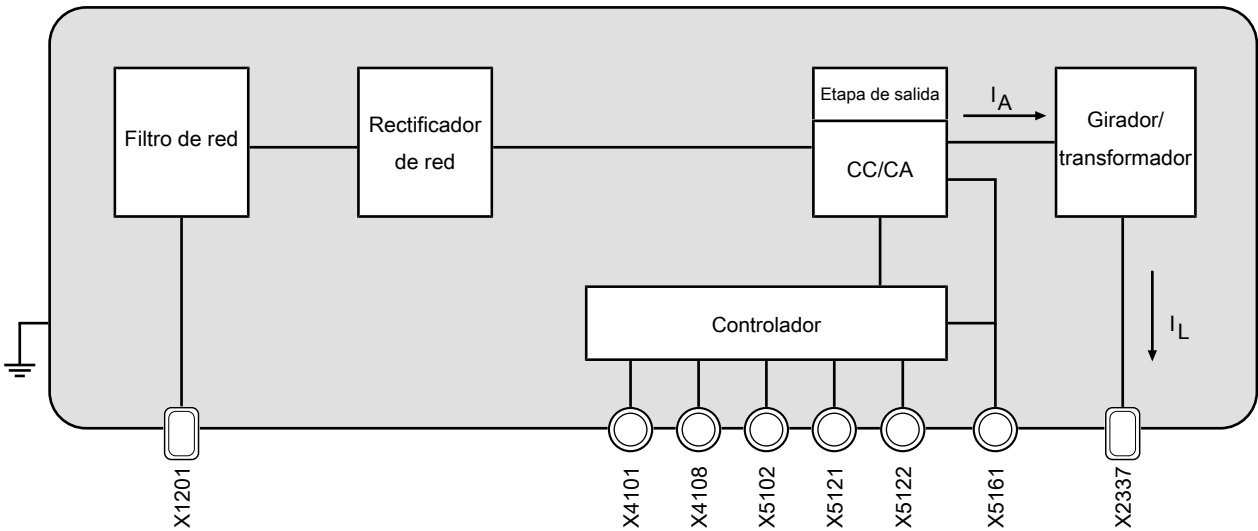 Filtro de red
Rectificador
de red
Etapa de salida
CC/CA
I_A
Girador/
transformador
Controlador
I_L
X1201
X4101
X4108
X5102
X5121
X5122
X5161
X2337